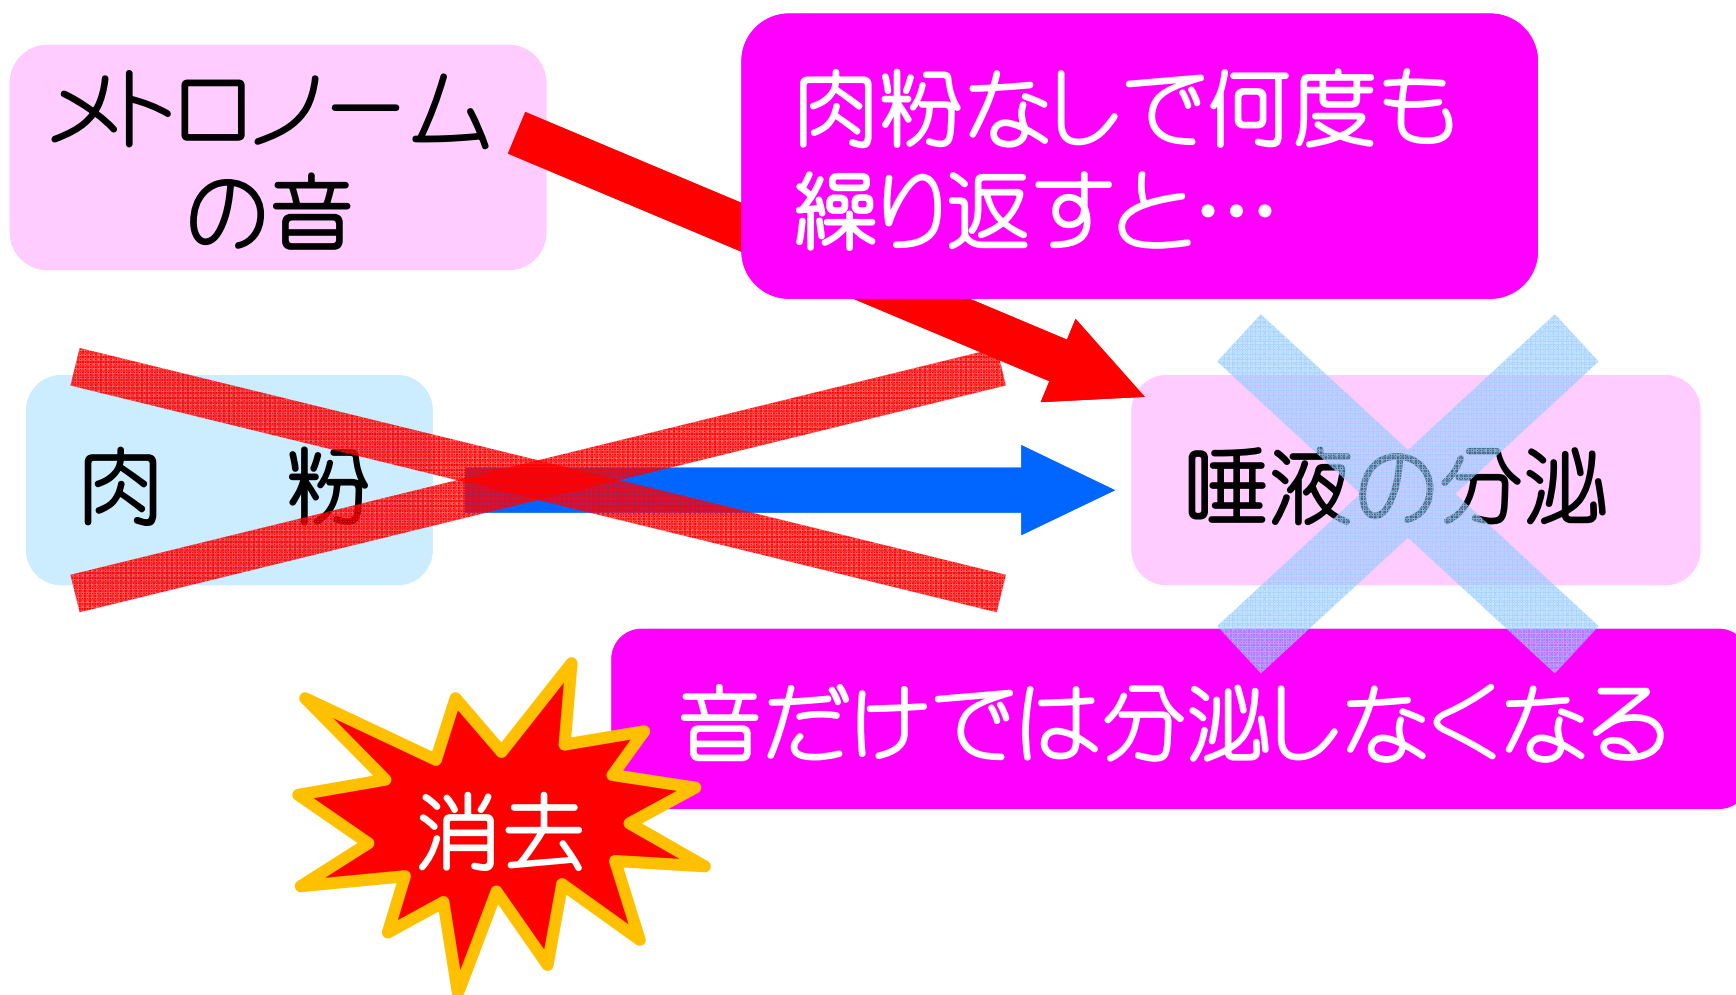 メトロノーム
の音
肉粉なしで何度も
繰り返すと…
肉　粉
唾液の分泌
音だけでは分泌しなくなる
消去